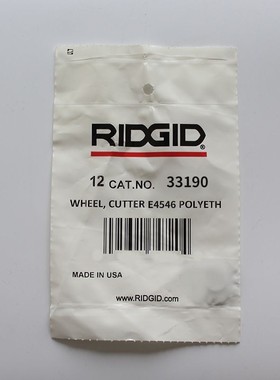 RIDGID
12 CAT.NO. 33190
WHEEL, CUTTER E4546 POLYETH
MADE IN USA
www.RIDGID.com